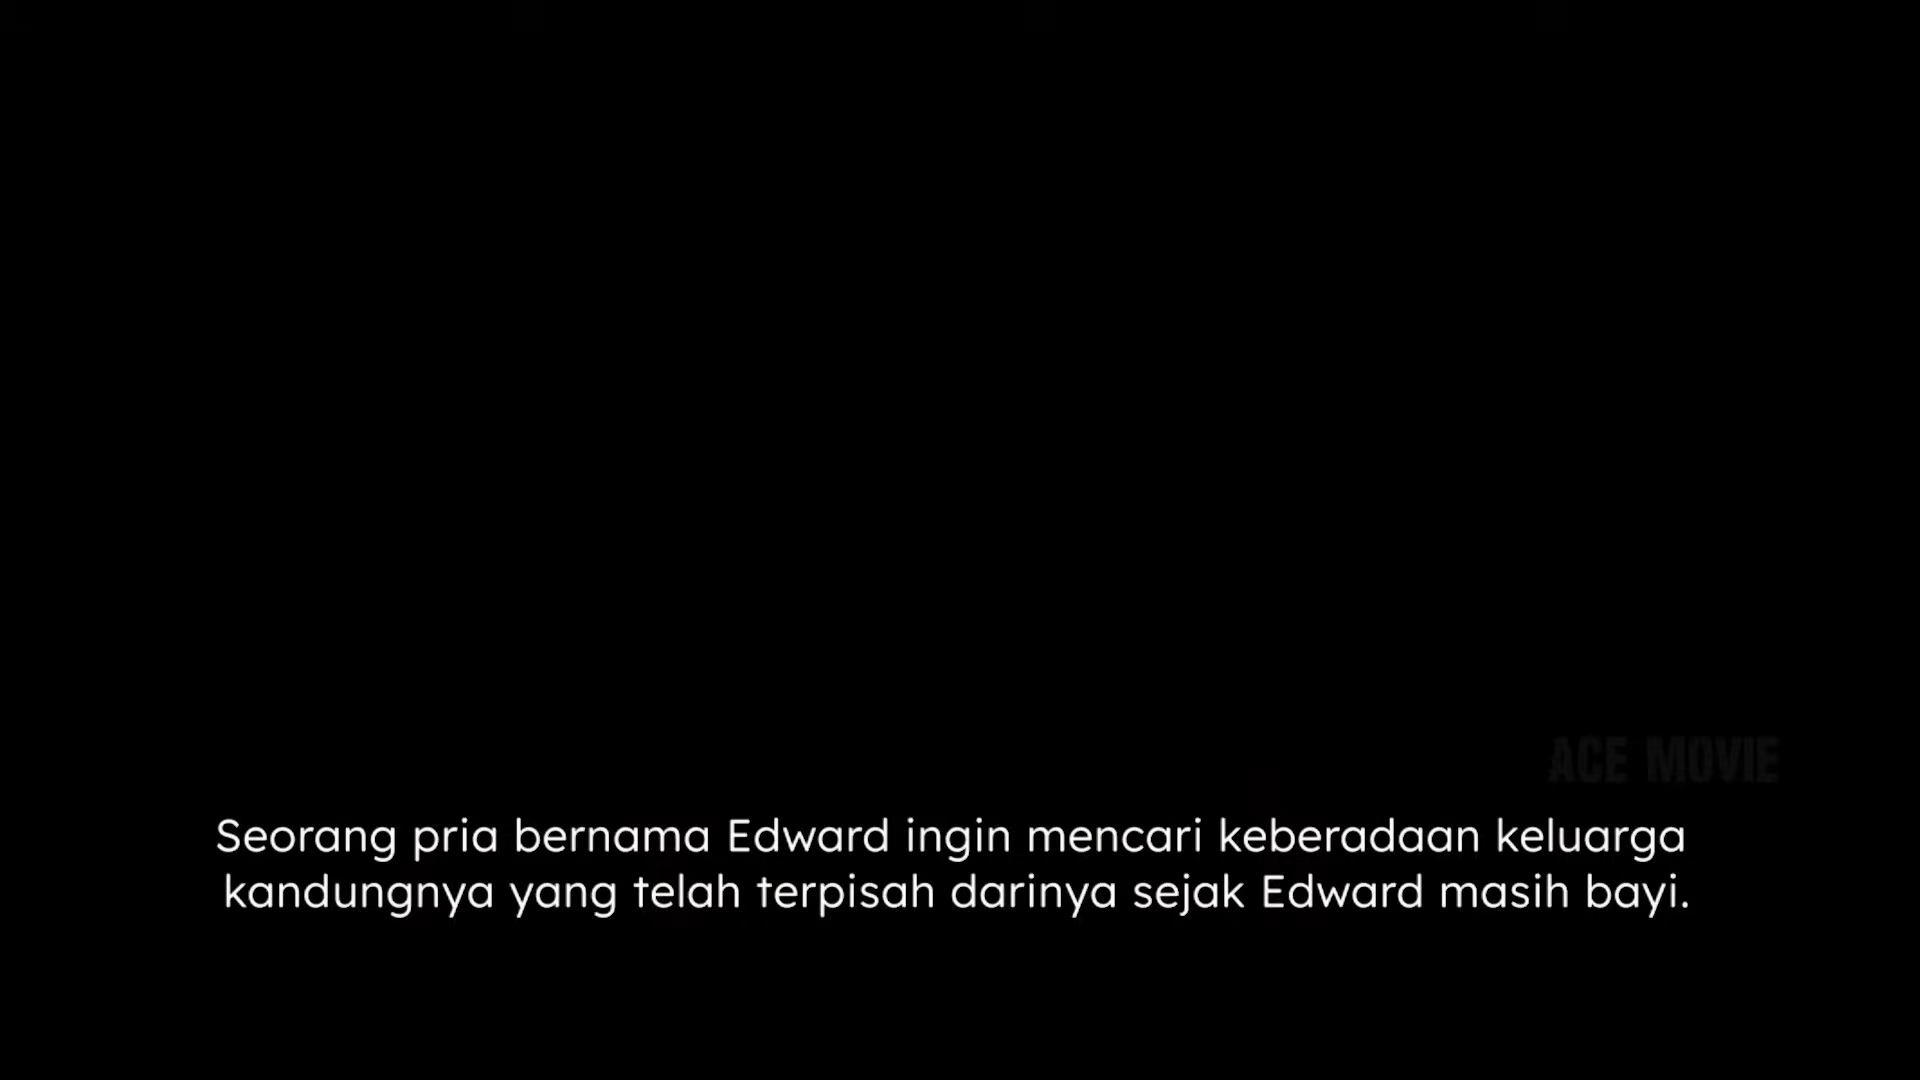 ACE MOVIE
Seorang pria bernama Edward ingin mencari keberadaan keluarga
kandungnya yang telah terpisah darinya sejak Edward masih bayi.